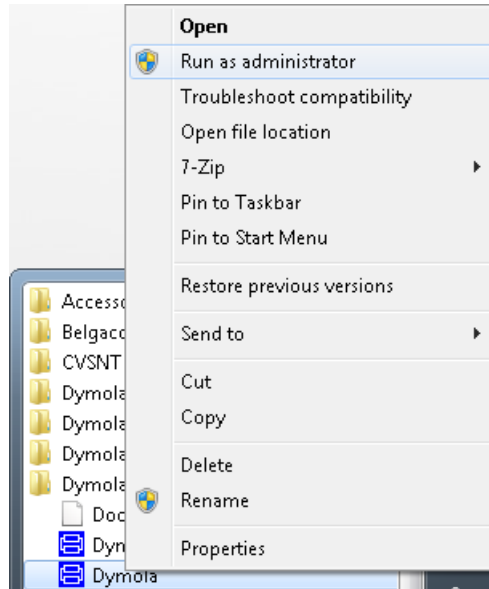 Open
Run as administrator
Troubleshoot compatibility
Open file location
7-Zip
Pin to Taskbar
Pin to Start Menu
Restore previous versions
Send to
Cut
Copy
Delete
Rename
Properties
CVSNT
Dymola
Dymola
Dymola
Dymola
Dymola